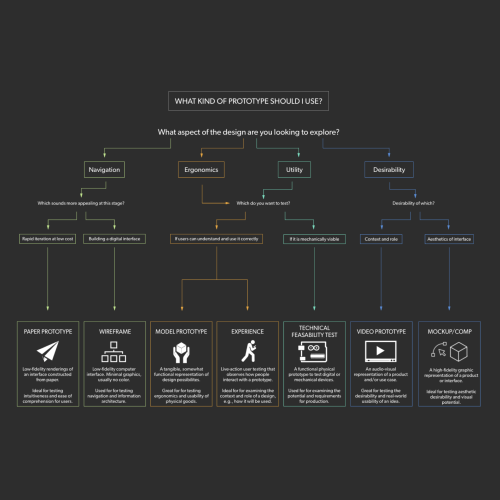 WHAT KIND OF PROTOTYPE SHOULD I USE?
What aspect of the design are you looking to explore?
Navigation
Ergonomics
Utility
Desirability
Which sounds more appealing at this stage?
Which do you want to test?
Desirability of which?
Rapid iteration at low cost
Building a digital interface
If users can understand and use it correctly
If it is mechanically viable
Context and role
Aesthetics of interface
PAPER PROTOTYPE
Low-fidelity renderings of
an interface constructed
from paper
Ideal for testing
intuitiveness and ease of
comprehension for users.
WIREFRAME
Low-fidelity computer
interface. Minimal graphics,
usually no color.
Used for testing
navigation and information
architecture.
MODEL PROTOTYPE
A tangible, somewhat
functional representation of
design possibilities.
Great for for testing
ergonomics and usability of
physical goods.
EXPERIENCE
Live-action user testing that
observes how people
interact with a prototype.
Ideal for for examining the
context and role of a design,
e.g., how it will be used.
TECHNICAL
FEASABILITY TEST
A functional physical
prototype to test digital or
mechanical devices.
Used for examining the
potential and requirements
for production.
VIDEO PROTOTYPE
An audio-visual
representation of a product
and/or use case.
Great for testing the
desirability and real-world
usability of an idea.
MOCKUP/COMP
A high-fidelity graphic
representation of a product
or interface
Ideal for testing aesthetic
desirability and visual
potential.